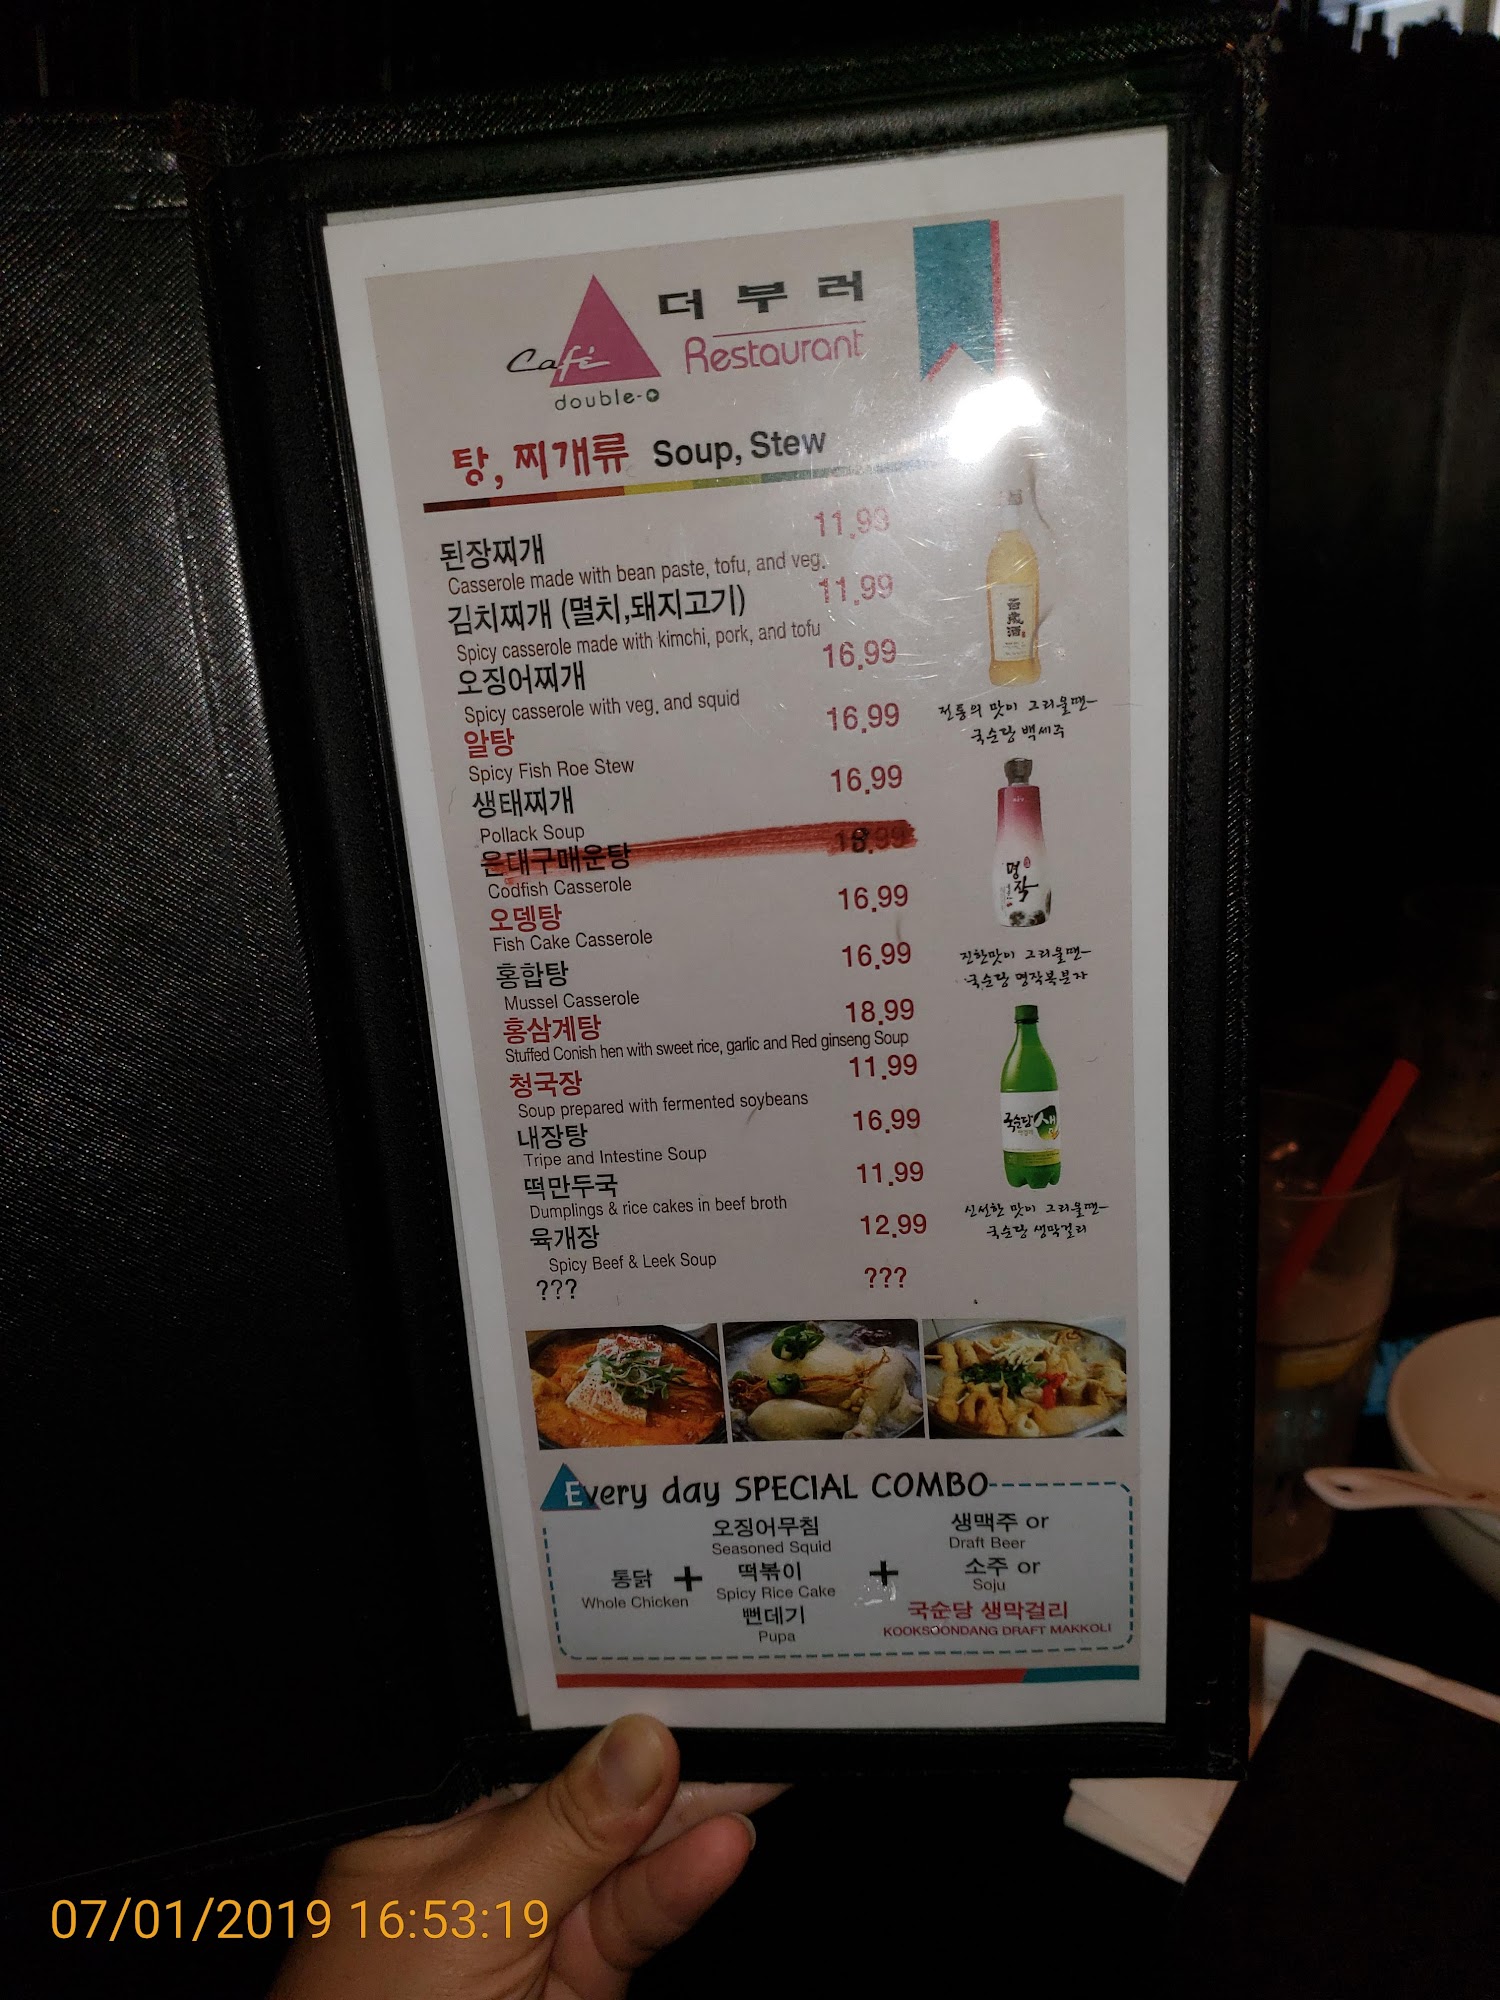 더부러
Café
Restaurant
double-o
탕, 찌개류 Soup, Stew
된장찌개 11.99
Casserole made with bean paste, tofu, and veg.
김치찌개 (멸치,돼지고기) 11.99
Spicy casserole made with kimchi, pork, and tofu
오징어찌개 16.99
Spicy casserole with veg. and squid
알탕 16.99
Spicy Fish Roe Stew
생태찌개 16.99
Pollack Soup
은대구매운탕 18.99
Codfish Casserole
오뎅탕 16.99
Fish Cake Casserole
홍합탕 16.99
Mussel Casserole
홍삼계탕 18.99
Stuffed Conish hen with sweet rice, garlic and Red ginseng Soup
청국장 11.99
Soup prepared with fermented soybeans
내장탕 16.99
Tripe and Intestine Soup
떡만두국 11.99
Dumplings & rice cakes in beef broth
육개장 12.99
Spicy Beef & Leek Soup
??? ???
百歲酒
전통의 맛이 그리울땐~
국순당 백세주
명작
진한맛이 그리울땐~
국순당 명작복분자
국순당 생
신선한 맛이 그리울땐~
국순당 생막걸리
Every day SPECIAL COMBO
통닭
Whole Chicken
+
오징어무침
Seasoned Squid
떡볶이
Spicy Rice Cake
뻔데기
Pupa
+
생맥주 or
Draft Beer
소주 or
Soju
국순당 생막걸리
KOOKSOONDANG DRAFT MAKKOLI
07/01/2019 16:53:19